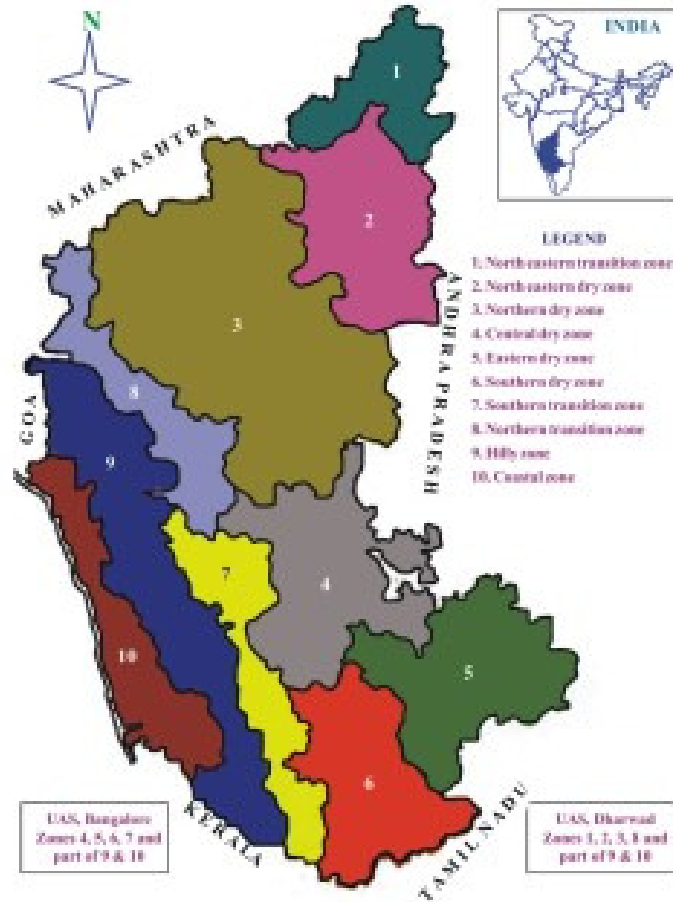 N
INDIA
MAHARASHTRA
1
2
3
LEGEND
1. North eastern transition zone
2. North eastern dry zone
3. Northern dry zone
4. Central dry zone
5. Eastern dry zone
6. Southern dry zone
7. Southern transition zone
8. Northern transition zone
9. Hilly zone
10. Coastal zone
ANDHRA PRADESH
8
GOA
9
7
4
10
5
6
UAS, Bangalore
Zones 4, 5, 6, 7 and
part of 9 & 10
KERALA
TAMIL NADU
UAS, Dharwad
Zones 1, 2, 3, 8 and
part of 9 & 10